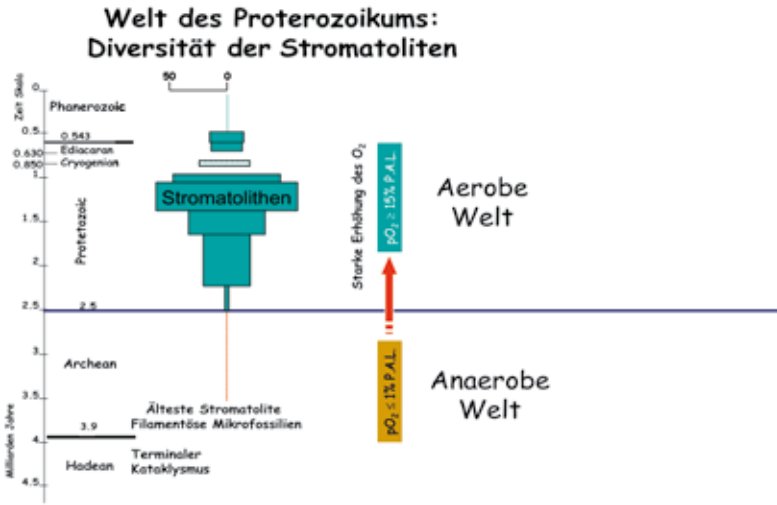 Welt des Proterozoikums:
Diversität der Stromatoliten
Zeit Skala
50
0
0
Phanerozoic
0.5
0.543
0.630
Ediacaran
0.850
Cryogenian
1
Stromatolithen
1.5
Protetozoic
2
2.5
2.5
3.
Archean
3.5
Älteste Stromatolite
Filamentöse Mikrofossilien
3.9
4
Hadean
Terminaler
Kataklysmus
4.5
Milliarden Jahre
Starke Erhöhung des O₂
pO₂ ≥ 15% P.A.L.
Aerobe
Welt
pO₂ ≤ 1% P.A.L.
Anaerobe
Welt